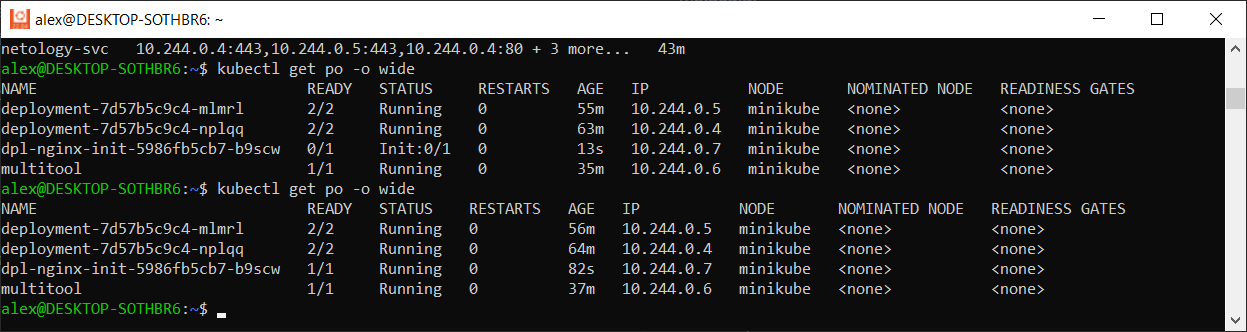 alex@DESKTOP-SOTHBR6: ~
netology-svc   10.244.0.4:443,10.244.0.5:443,10.244.0.4:80 + 3 more...   43m
alex@DESKTOP-SOTHBR6:~$ kubectl get po -o wide
NAME                              READY   STATUS     RESTARTS   AGE   IP           NODE       NOMINATED NODE   READINESS GATES
deployment-7d57b5c9c4-mlmrl       2/2     Running    0          55m   10.244.0.5   minikube   <none>           <none>
deployment-7d57b5c9c4-nplqq       2/2     Running    0          63m   10.244.0.4   minikube   <none>           <none>
dpl-nginx-init-5986fb5cb7-b9scw   0/1     Init:0/1   0          13s   10.244.0.7   minikube   <none>           <none>
multitool                         1/1     Running    0          35m   10.244.0.6   minikube   <none>           <none>
alex@DESKTOP-SOTHBR6:~$ kubectl get po -o wide
NAME                              READY   STATUS    RESTARTS   AGE   IP           NODE       NOMINATED NODE   READINESS GATES
deployment-7d57b5c9c4-mlmrl       2/2     Running   0          56m   10.244.0.5   minikube   <none>           <none>
deployment-7d57b5c9c4-nplqq       2/2     Running   0          64m   10.244.0.4   minikube   <none>           <none>
dpl-nginx-init-5986fb5cb7-b9scw   1/1     Running   0          82s   10.244.0.7   minikube   <none>           <none>
multitool                         1/1     Running   0          37m   10.244.0.6   minikube   <none>           <none>
alex@DESKTOP-SOTHBR6:~$